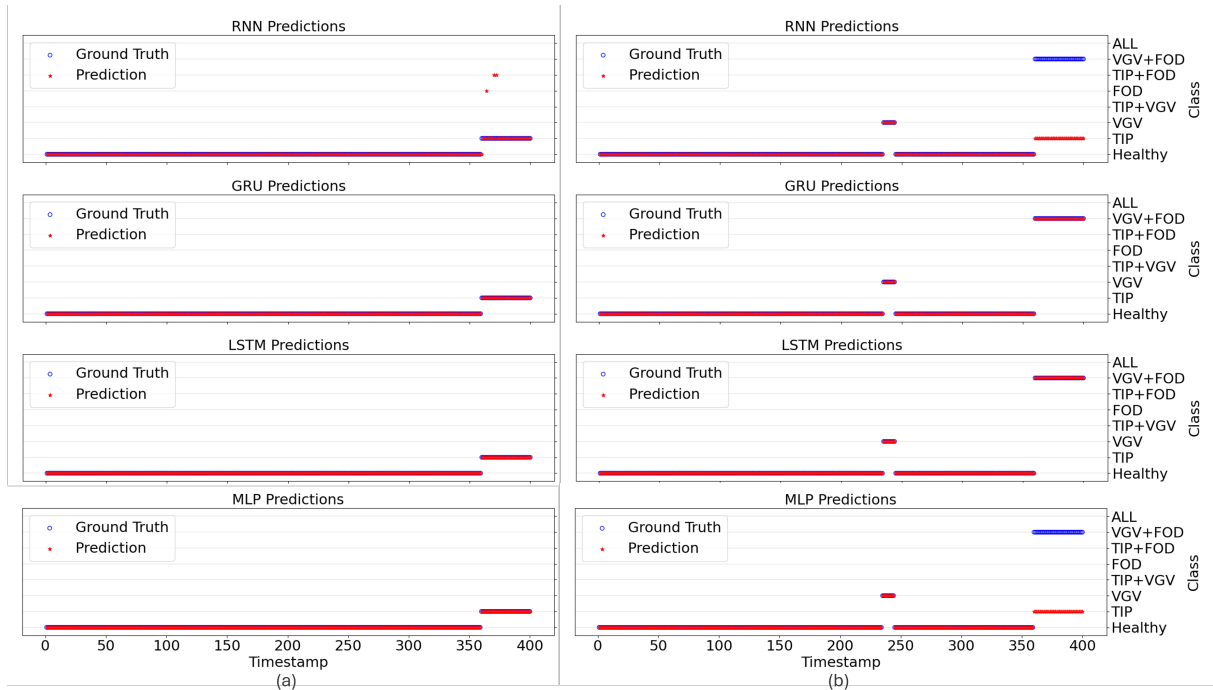 RNN Predictions
Ground Truth
Prediction
GRU Predictions
Ground Truth
Prediction
LSTM Predictions
Ground Truth
Prediction
MLP Predictions
Ground Truth
Prediction
0 50 100 150 200 250 300 350 400
Timestamp
(a)
RNN Predictions
Ground Truth
Prediction
ALL
VGV+FOD
TIP+FOD
FOD
TIP+VGV
VGV
TIP
Healthy
Class
GRU Predictions
Ground Truth
Prediction
ALL
VGV+FOD
TIP+FOD
FOD
TIP+VGV
VGV
TIP
Healthy
Class
LSTM Predictions
Ground Truth
Prediction
ALL
VGV+FOD
TIP+FOD
FOD
TIP+VGV
VGV
TIP
Healthy
Class
MLP Predictions
Ground Truth
Prediction
ALL
VGV+FOD
TIP+FOD
FOD
TIP+VGV
VGV
TIP
Healthy
Class
0 50 100 150 200 250 300 350 400
Timestamp
(b)